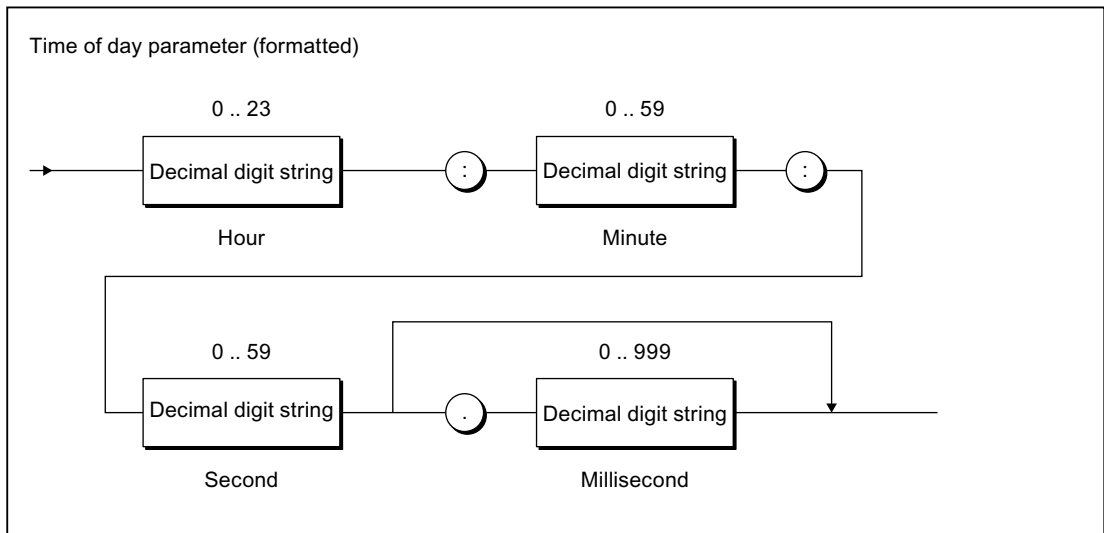 Time of day parameter (formatted)
0 .. 23
0 .. 59
Decimal digit string
:
Decimal digit string
:
Hour
Minute
0 .. 59
0 .. 999
Decimal digit string
.
Decimal digit string
Second
Millisecond